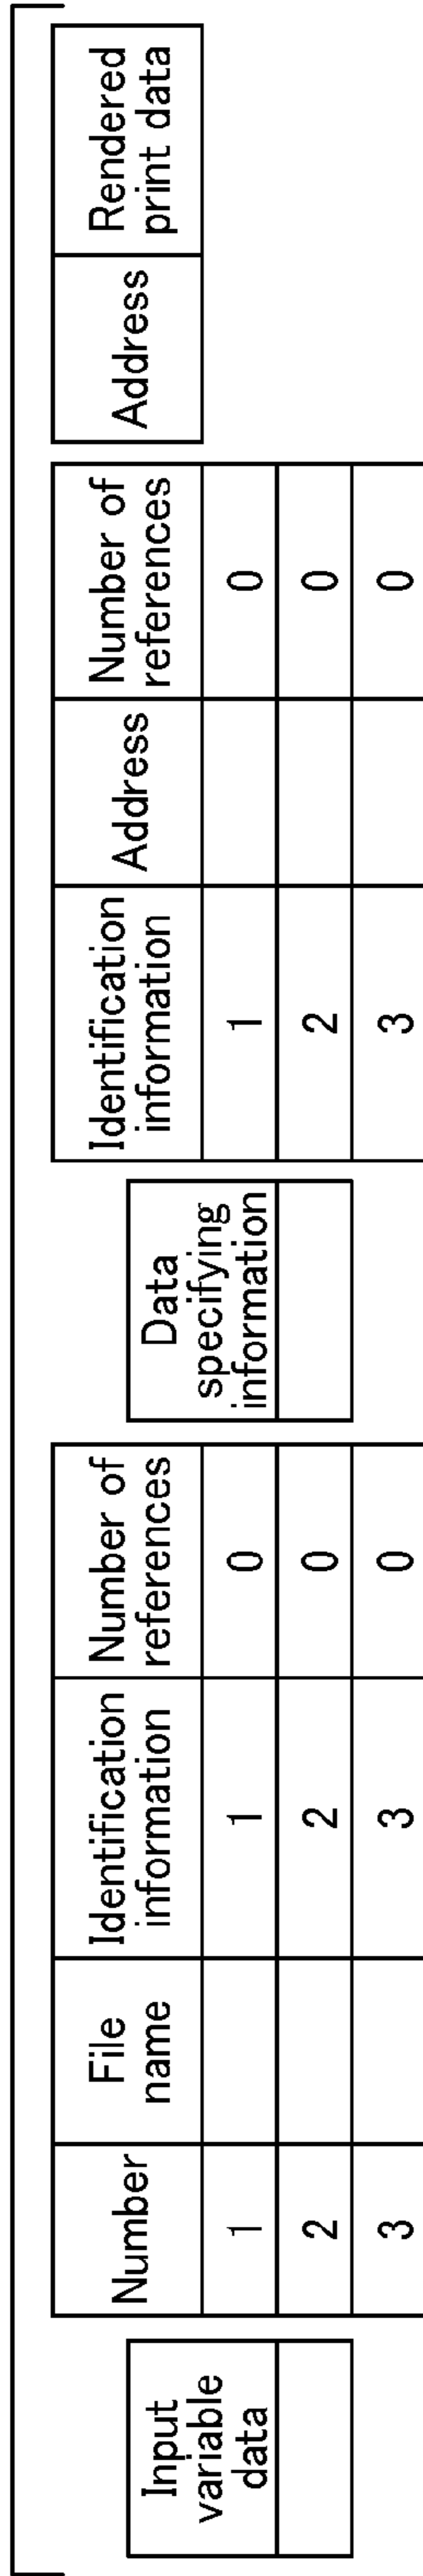 Input
variable
data
Number
File
name
Identification
information
Number of
references
1
1
0
2
2
0
3
3
0
Data
specifying
information
Identification
information
Address
Number of
references
1
0
2
0
3
0
Address
Rendered
print data